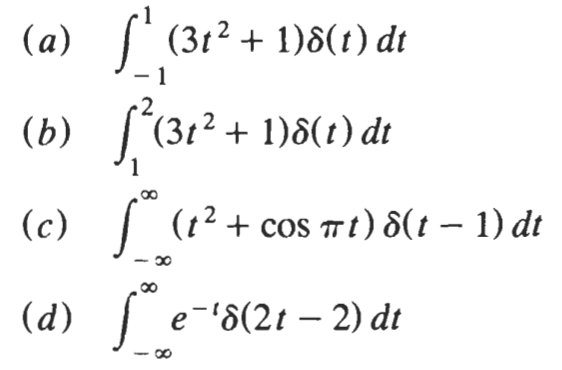 (a) ∫_{-1}^{1} (3t² + 1)δ(t) dt
(b) ∫_{1}^{2} (3t² + 1)δ(t) dt
(c) ∫_{-∞}^{∞} (t² + cos πt) δ(t − 1) dt
(d) ∫_{-∞}^{∞} e^{-t}δ(2t − 2) dt